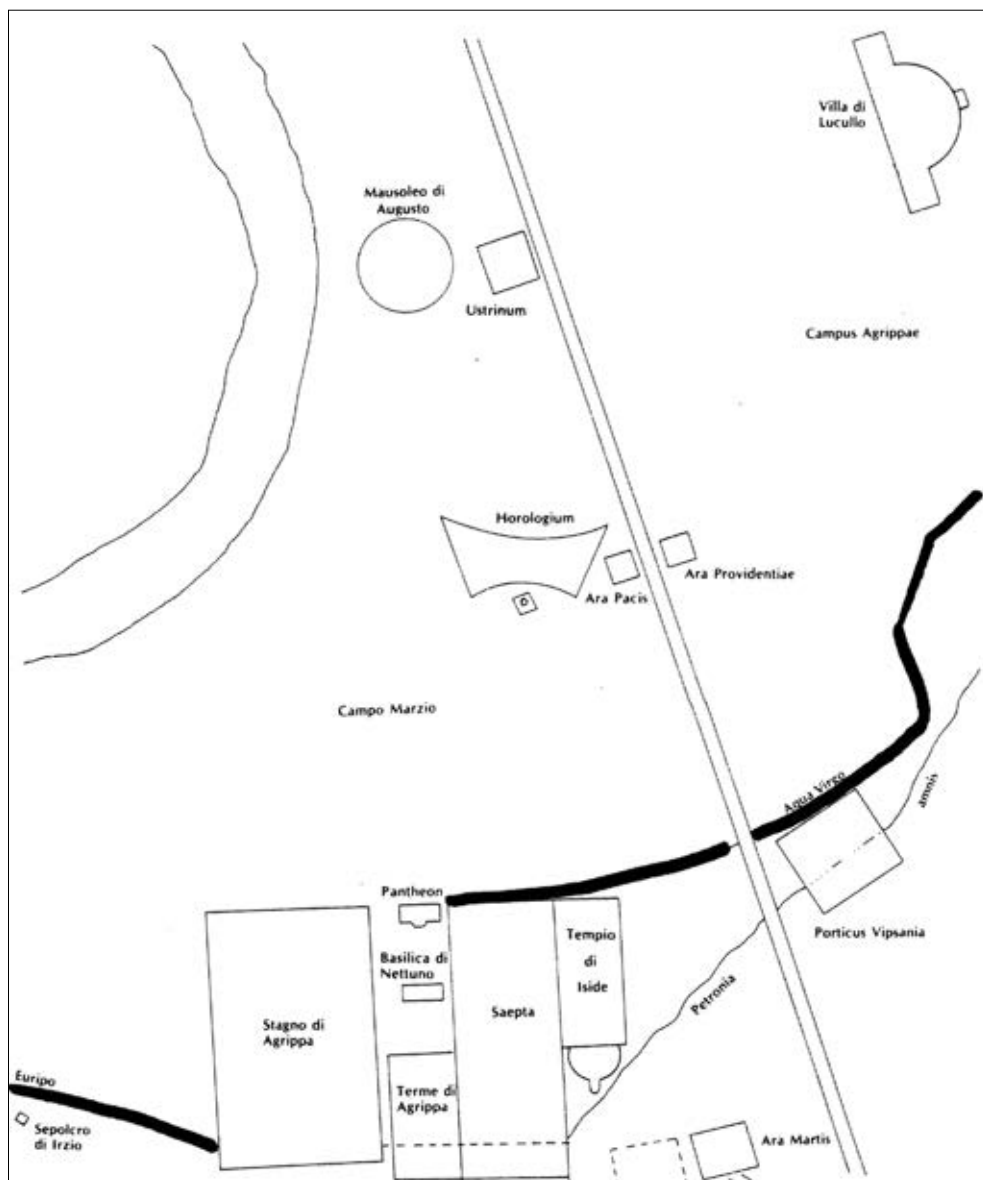 Villa di
Lucullo
Mausoleo di
Augusto
Ustrinum
Campus Agrippae
Horologium
Ara Providentiae
Ara Pacis
Campo Marzio
Aqua Virgo
amnis
Pantheon
Porticus Vipsania
Tempio
di
Iside
Basilica di
Nettuno
Petronia
Saepta
Stagno di
Agrippa
Euripo
Terme di
Agrippa
Sepolcro
di Irzio
Ara Martis